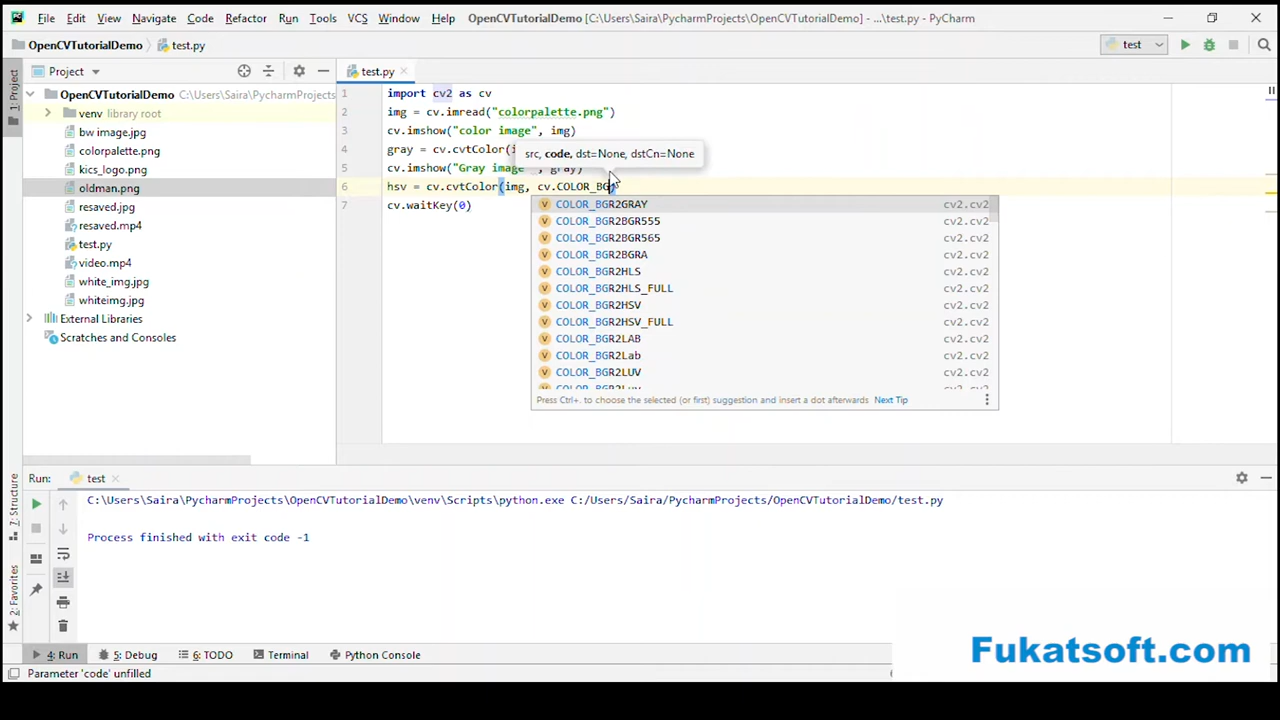 File Edit View Navigate Code Refactor Run Tools VCS Window Help OpenCVTutorialDemo [C:\Users\Saira\PycharmProjects\OpenCVTutorialDemo] - ...\test.py - PyCharm
OpenCVTutorialDemo test.py
test
1: Project
Project
test.py
OpenCVTutorialDemo C:\Users\Saira\PycharmProjects
venv library root
bw image.jpg
colorpalette.png
kics_logo.png
oldman.png
resaved.jpg
resaved.mp4
test.py
video.mp4
white_img.jpg
whiteimg.jpg
External Libraries
Scratches and Consoles
1 import cv2 as cv
2 img = cv.imread("colorpalette.png")
3 cv.imshow("color image", img)
4 gray = cv.cvtColor(i
src, code, dst=None, dstCn=None
5 cv.imshow("Gray image ", gray)
6 hsv = cv.cvtColor(img, cv.COLOR_BG)
7 cv.waitKey(0)
COLOR_BGR2GRAY cv2.cv2
COLOR_BGR2BGR555 cv2.cv2
COLOR_BGR2BGR565 cv2.cv2
COLOR_BGR2BGRA cv2.cv2
COLOR_BGR2HLS cv2.cv2
COLOR_BGR2HLS_FULL cv2.cv2
COLOR_BGR2HSV cv2.cv2
COLOR_BGR2HSV_FULL cv2.cv2
COLOR_BGR2LAB cv2.cv2
COLOR_BGR2Lab cv2.cv2
COLOR_BGR2LUV cv2.cv2
Press Ctrl+. to choose the selected (or first) suggestion and insert a dot afterwards Next Tip
7: Structure
2: Favorites
Run: test
C:\Users\Saira\PycharmProjects\OpenCVTutorialDemo\venv\Scripts\python.exe C:/Users/Saira/PycharmProjects/OpenCVTutorialDemo/test.py
Process finished with exit code -1
4: Run 5: Debug 6: TODO Terminal Python Console
Parameter 'code' unfilled
Fukatsoft.com